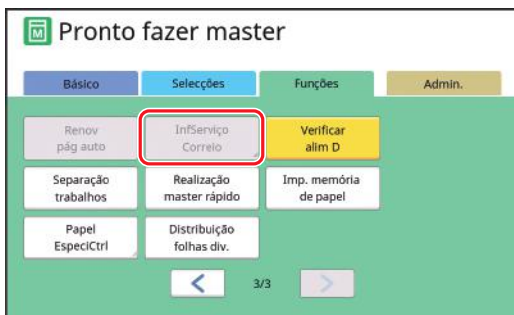 Pronto fazer master
Básico
Selecções
Funções
Admin.
Renov
pág auto
InfServiço
Correio
Verificar
alim D
Separação
trabalhos
Realização
master rápido
Imp. memória
de papel
Papel
EspeciCtrl
Distribuição
folhas div.
3/3